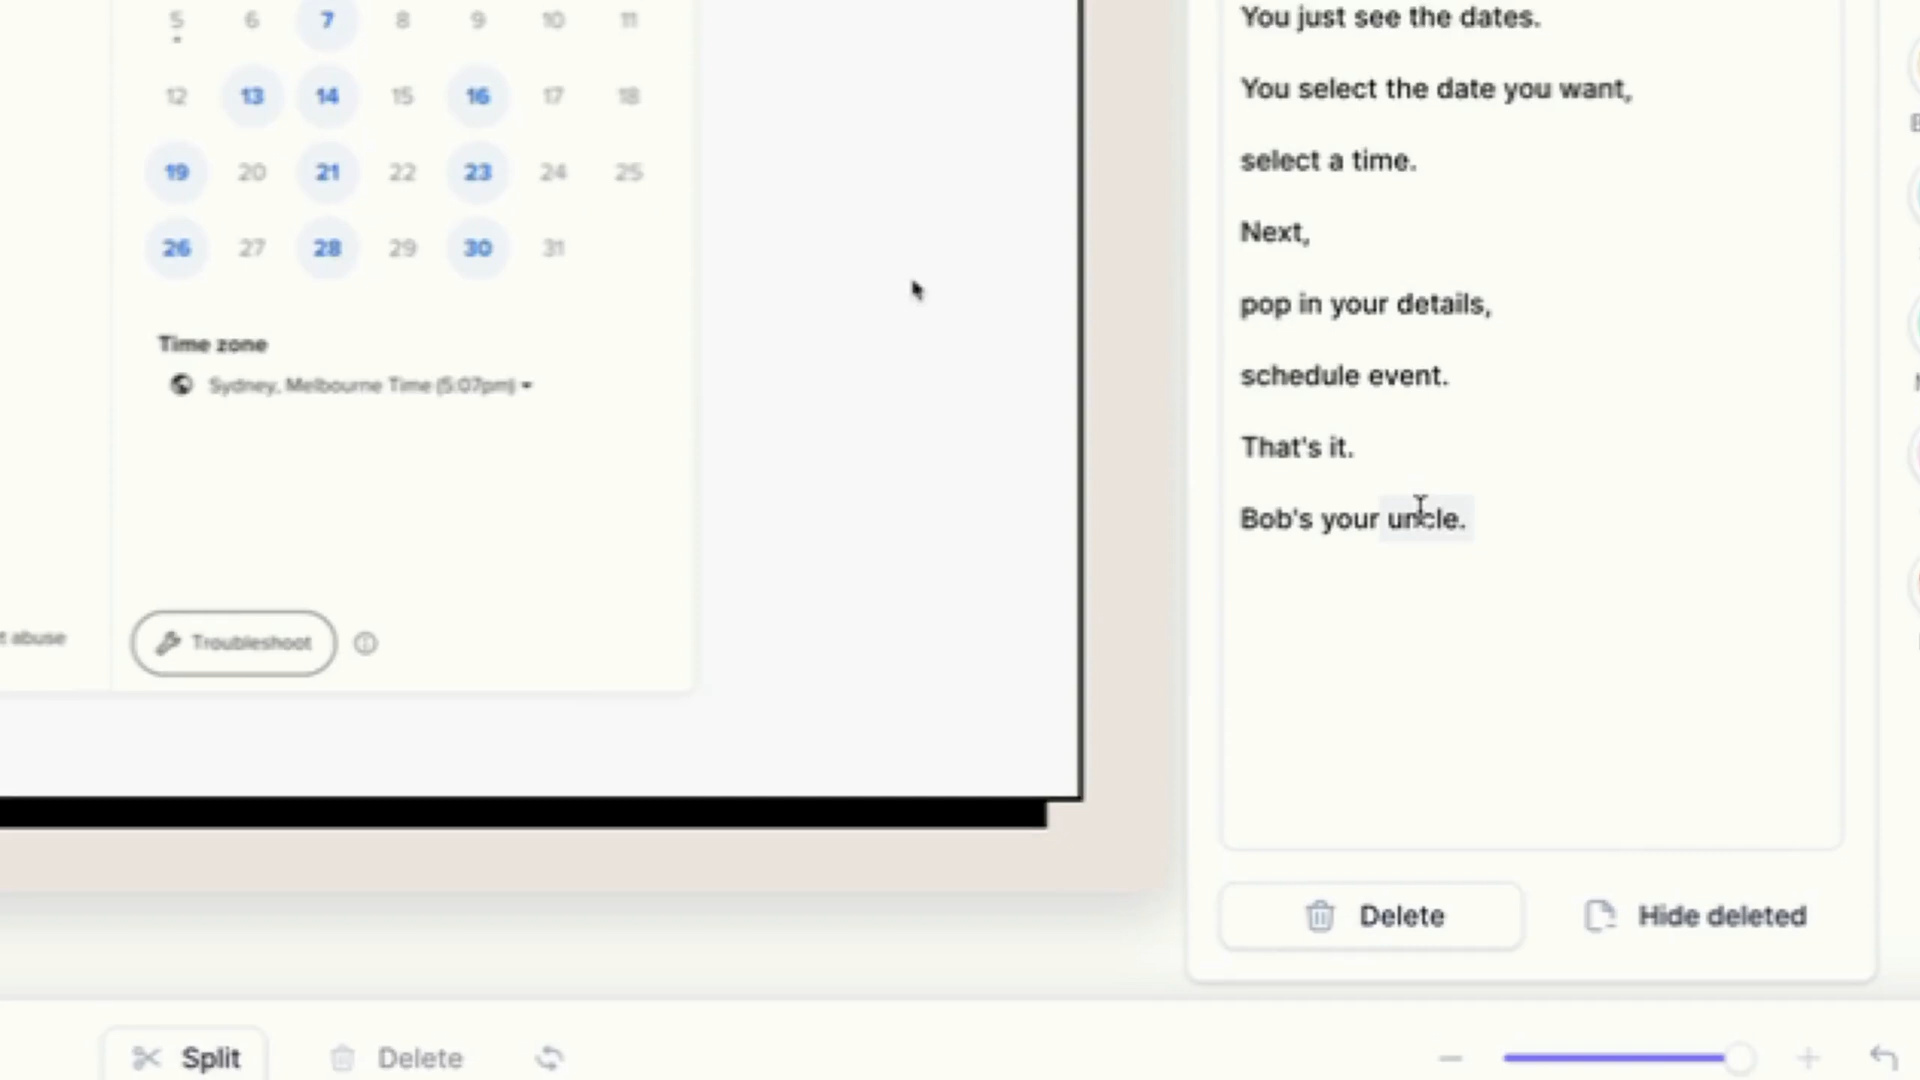 5 6 7 8 9 10 11
12 13 14 15 16 17 18
19 20 21 22 23 24 25
26 27 28 29 30 31
Time zone
Sydney, Melbourne Time (5:07pm)
t abuse
Troubleshoot
You just see the dates.
You select the date you want,
select a time.
Next,
pop in your details,
schedule event.
That's it.
Bob's your uncle.
Delete
Hide deleted
Split
Delete